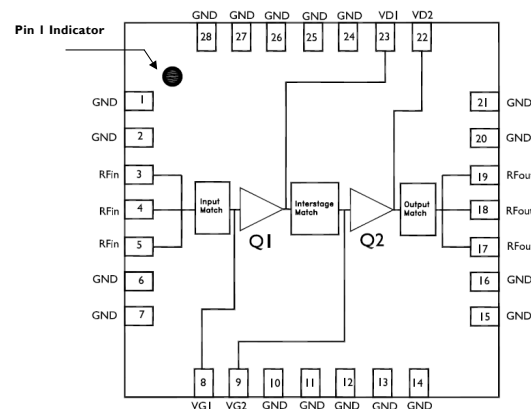 GND GND GND GND GND VD1 VD2
Pin 1 Indicator
28 27 26 25 24 23 22
GND 1 21 GND
GND 2 20 GND
RFin 3 19 RFout
RFin 4 Input Match Interstage Match Output Match 18 RFout
Q1 Q2
RFin 5 17 RFout
GND 6 16 GND
GND 7 15 GND
8 9 10 11 12 13 14
VG1 VG2 GND GND GND GND GND